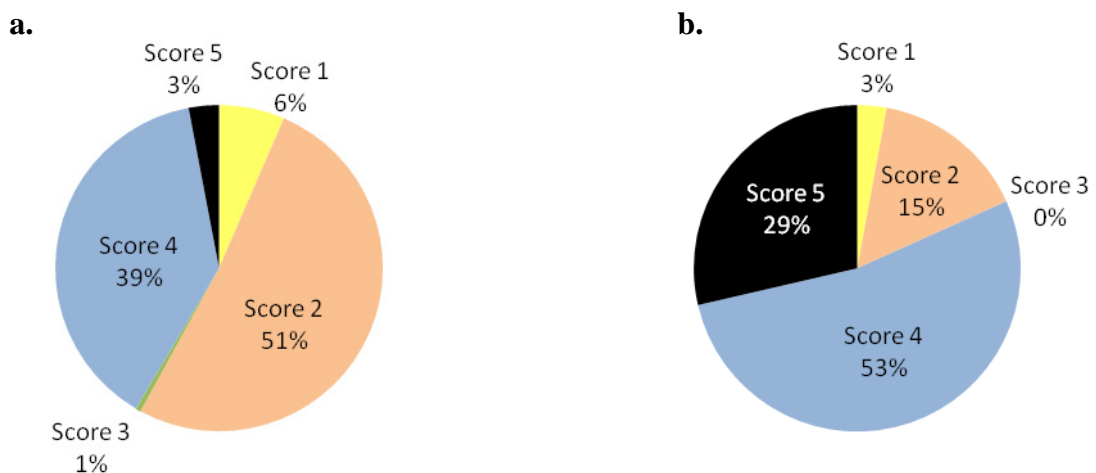 a.
Score 5
3%
Score 1
6%
Score 4
39%
Score 2
51%
Score 3
1%
b.
Score 1
3%
Score 2
15%
Score 3
0%
Score 5
29%
Score 4
53%